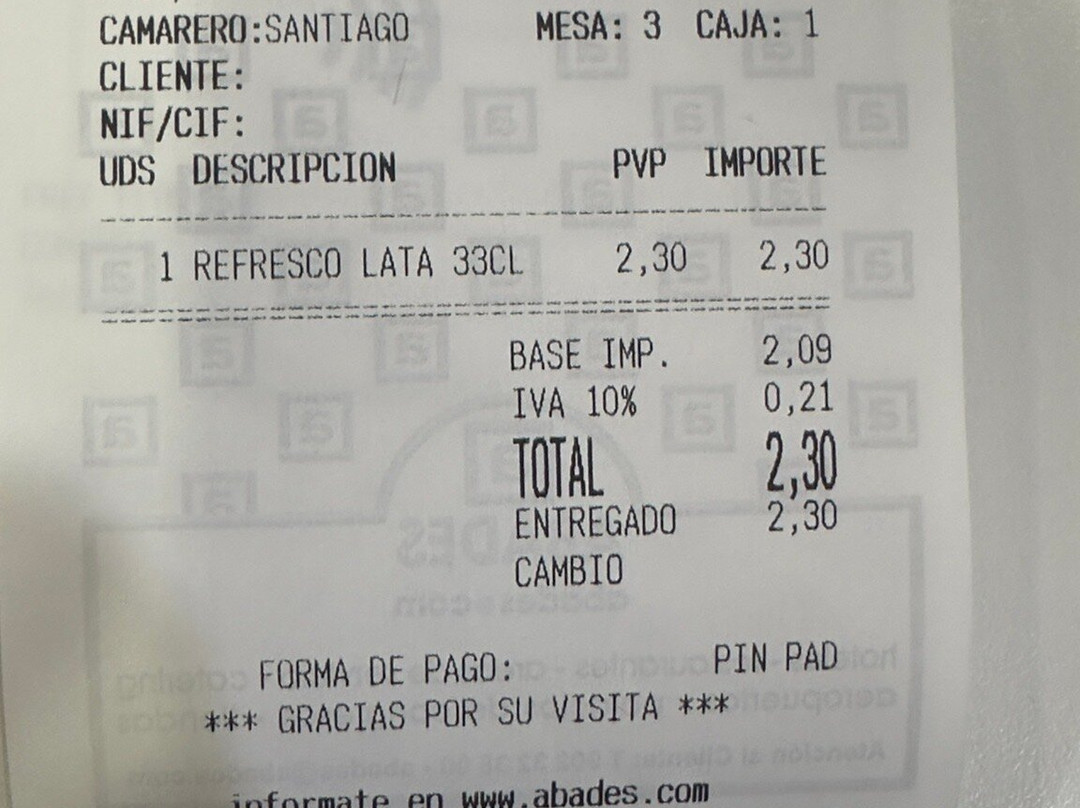 CAMARERO:SANTIAGO MESA: 3 CAJA: 1
CLIENTE:
NIF/CIF:
UDS DESCRIPCION PVP IMPORTE
1 REFRESCO LATA 33CL 2,30 2,30
BASE IMP. 2,09
IVA 10% 0,21
TOTAL 2,30
ENTREGADO 2,30
CAMBIO
FORMA DE PAGO: PIN PAD
*** GRACIAS POR SU VISITA ***
informate en www.abades.com